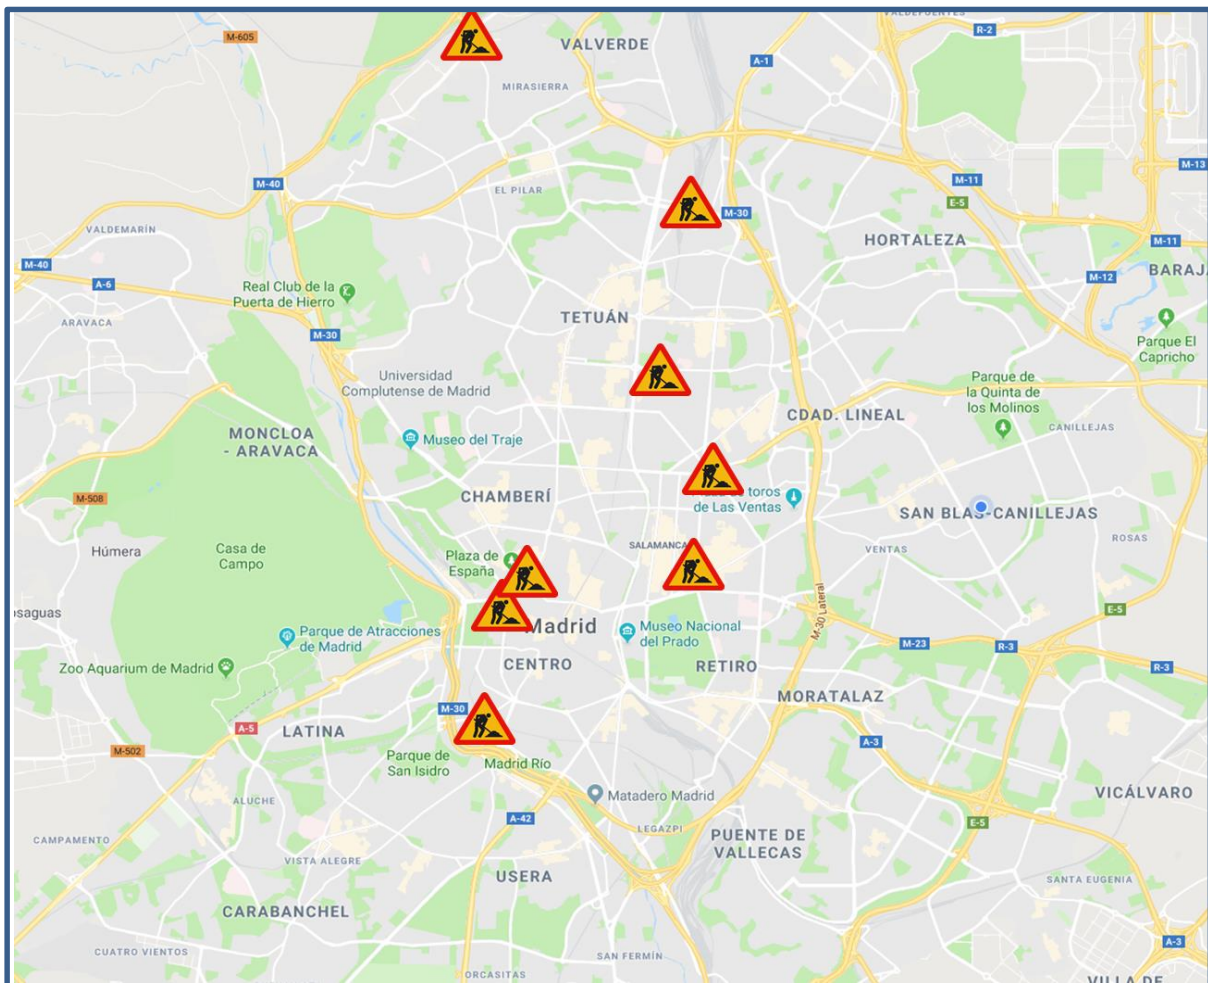 VALDEFUENTES
M-605
R-2
VALVERDE
A-1
MIRASIERRA
M-13
M-40
M-11
EL PILAR
E-5
M-30
VALDEMARÍN
HORTALEZA
M-11
M-40
BARAJ
M-12
A-6
Real Club de la
Puerta de Hierro
TETUÁN
ARAVACA
M-30
Parque El
Capricho
Universidad
Complutense de Madrid
Parque de
la Quinta de
los Molinos
CDAD. LINEAL
MONCLOA
- ARAVACA
Museo del Traje
CANILLEJAS
CHAMBERÍ
M-508
de toros
de Las Ventas
SAN BLAS-CANILLEJAS
ROSAS
Húmera
Casa de
Campo
Plaza de
España
SALAMANCA
VENTAS
osaguas
E-5
M-30 Lateral
Parque de Atracciones
de Madrid
Madrid
Museo Nacional
del Prado
M-23
R-3
R-3
Zoo Aquarium de Madrid
CENTRO
RETIRO
MORATALAZ
M-30
A-5
LATINA
A-3
M-502
Parque de
San Isidro
Madrid Río
Matadero Madrid
VICÁLVARO
ALUCHE
A-42
E-5
LEGAZPI
CAMPAMENTO
PUENTE DE
VALLECAS
VISTA ALEGRE
USERA
SANTA EUGENIA
CARABANCHEL
A-3
CUATRO VIENTOS
SAN FERMÍN
ORCASITAS
VILLA DE